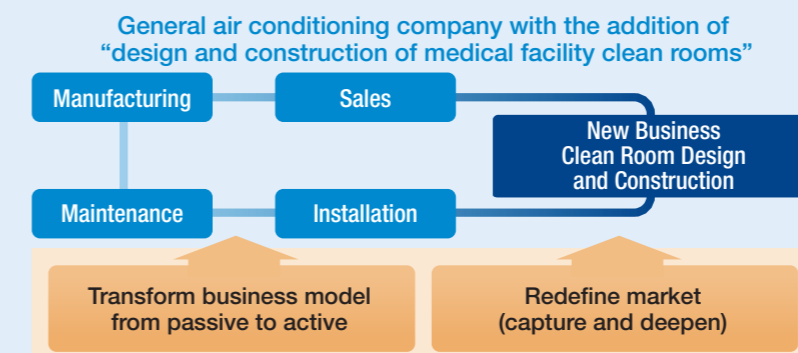 General air conditioning company with the addition of
“design and construction of medical facility clean rooms”
Manufacturing
Sales
New Business
Clean Room Design
and Construction
Maintenance
Installation
Transform business model
from passive to active
Redefine market
(capture and deepen)